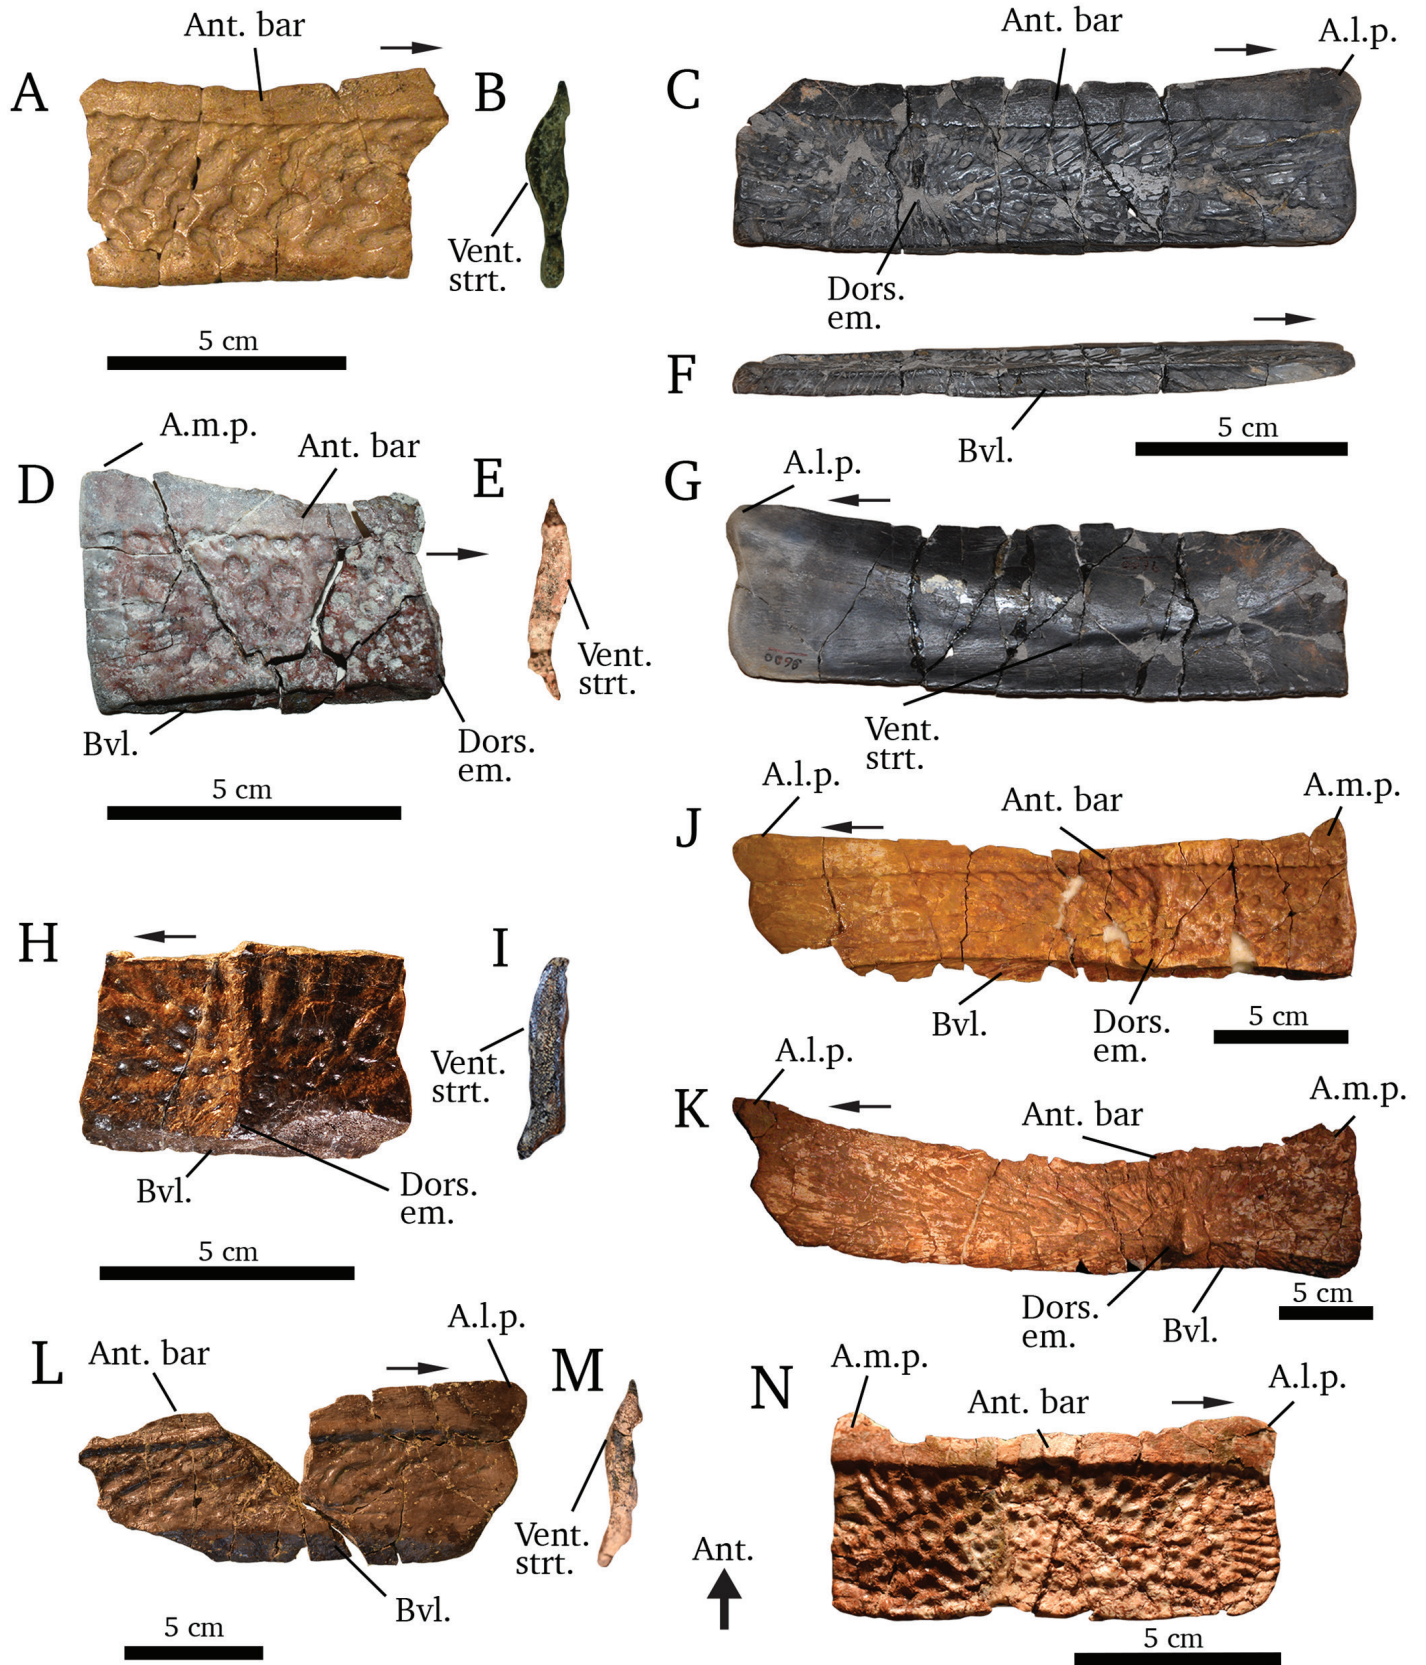 A
Ant. bar
B
Vent.
strt.
5 cm
C
Ant. bar
A.l.p.
Dors.
em.
F
Bvl.
5 cm
D
A.m.p.
Ant. bar
Bvl.
Dors.
em.
5 cm
E
Vent.
strt.
G
A.l.p.
3690
Vent.
strt.
H
Bvl.
Dors.
em.
5 cm
I
Vent.
strt.
J
A.l.p.
Ant. bar
A.m.p.
Bvl.
Dors.
em.
5 cm
K
A.l.p.
Ant. bar
A.m.p.
Dors.
em.
Bvl.
5 cm
L
Ant. bar
A.l.p.
Bvl.
5 cm
M
Vent.
strt.
Ant.
N
A.m.p.
Ant. bar
A.l.p.
5 cm